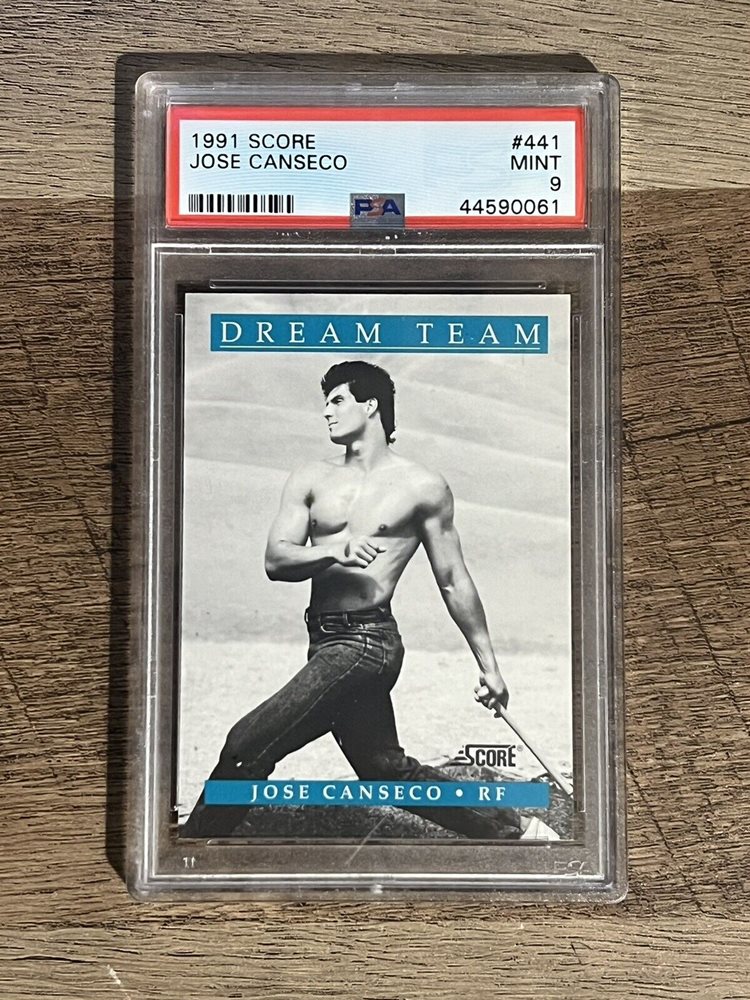 1991 SCORE #441
JOSE CANSECO MINT
9
PSA 44590061
DREAM TEAM
SCORE®
JOSE CANSECO • RF